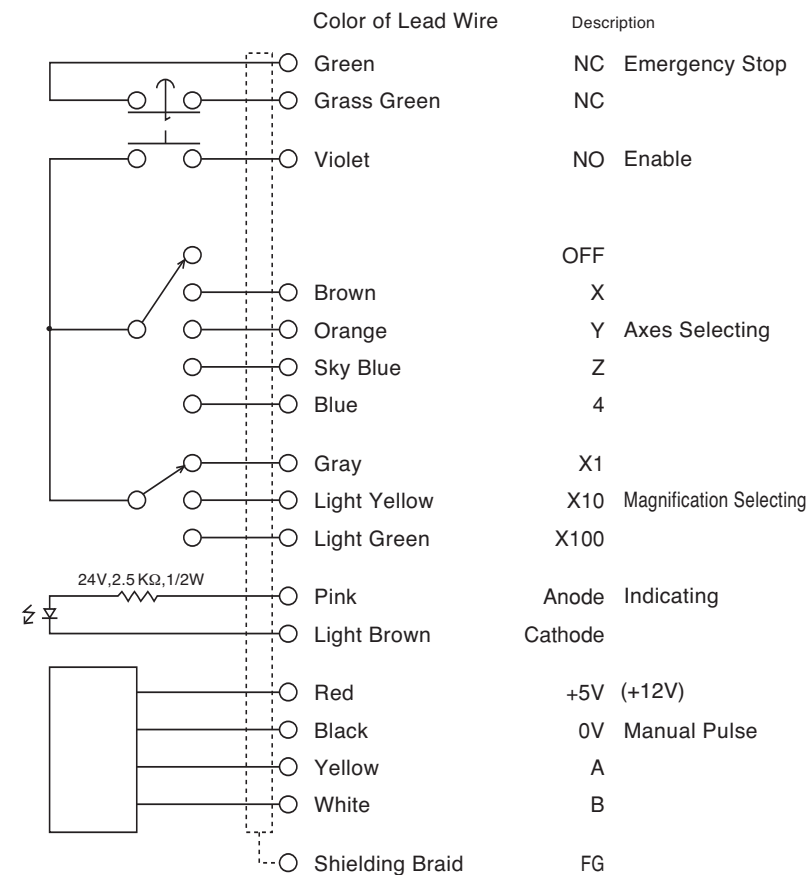 Color of Lead Wire Description
Green NC Emergency Stop
Grass Green NC
Violet NO Enable
OFF
Brown X
Orange Y Axes Selecting
Sky Blue Z
Blue 4
Gray X1
Light Yellow X10 Magnification Selecting
Light Green X100
24V,2.5KΩ,1/2W
Pink Anode Indicating
Light Brown Cathode
Red +5V (+12V)
Black 0V Manual Pulse
Yellow A
White B
Shielding Braid FG